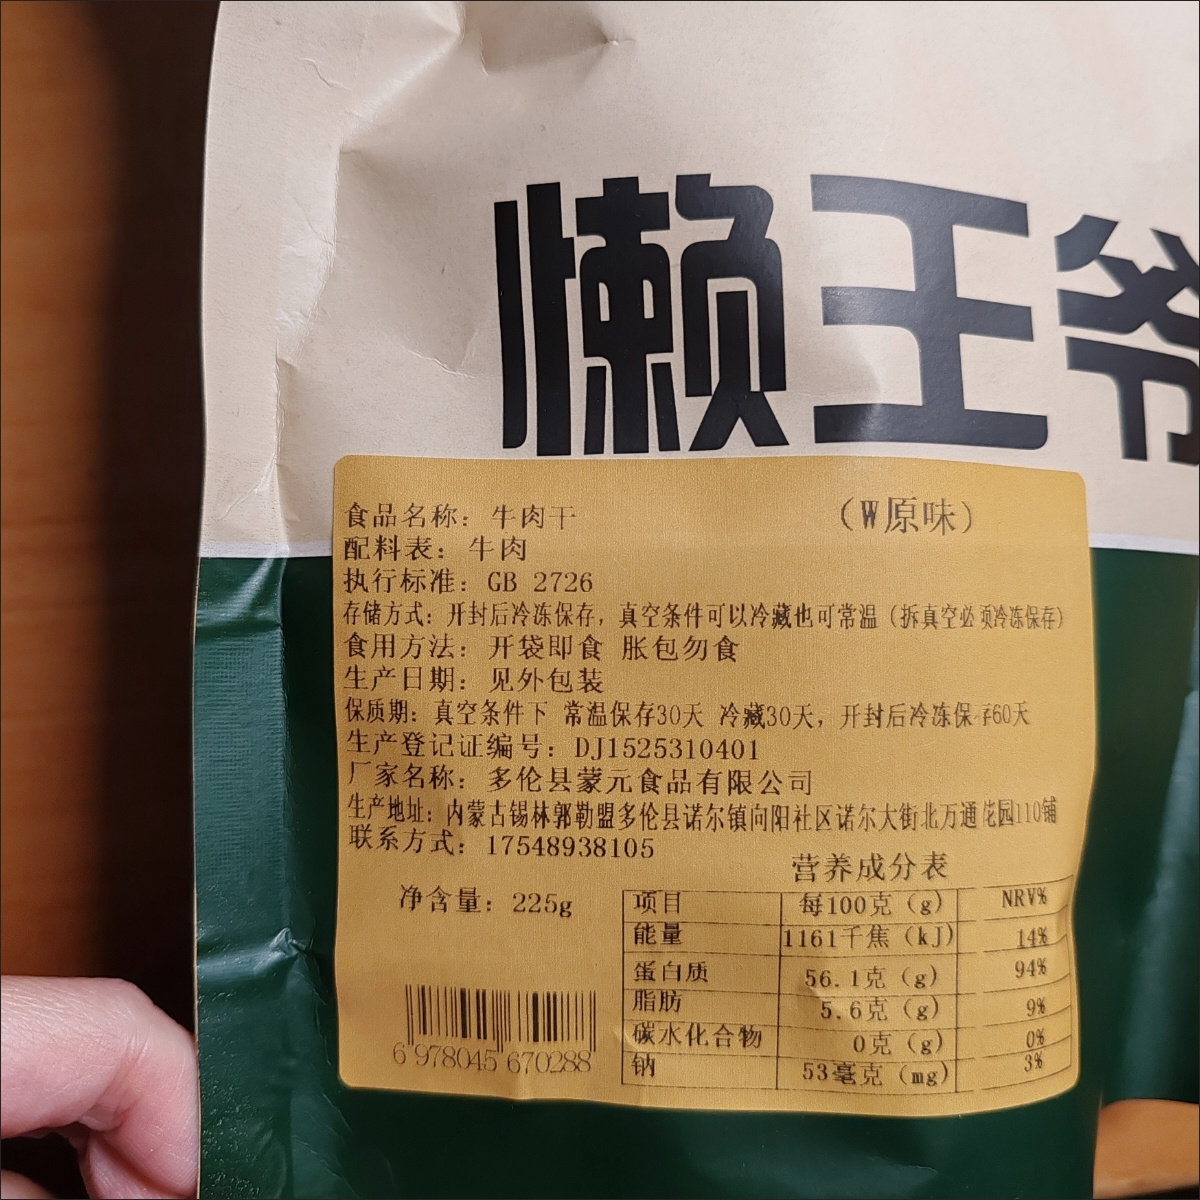 懒王爷
食品名称：牛肉干 （W原味）
配料表：牛肉
执行标准：GB 2726
存储方式：开封后冷冻保存，真空条件可以冷藏也可常温（拆真空必须冷冻保存）
食用方法：开袋即食 胀包勿食
生产日期：见外包装
保质期：真空条件下 常温保存30天 冷藏30天，开封后冷冻保存60天
生产登记证编号：DJ1525310401
厂家名称：多伦县蒙元食品有限公司
生产地址：内蒙古锡林郭勒盟多伦县诺尔镇向阳社区诺尔大街北万通花园110铺
联系方式：17548938105
净含量：225g
营养成分表
项目 每100克（g） NRV%
能量 1161千焦（kJ） 14%
蛋白质 56.1克（g） 94%
脂肪 5.6克（g） 9%
碳水化合物 0克（g） 0%
钠 53毫克（mg） 3%
6 978045 670288